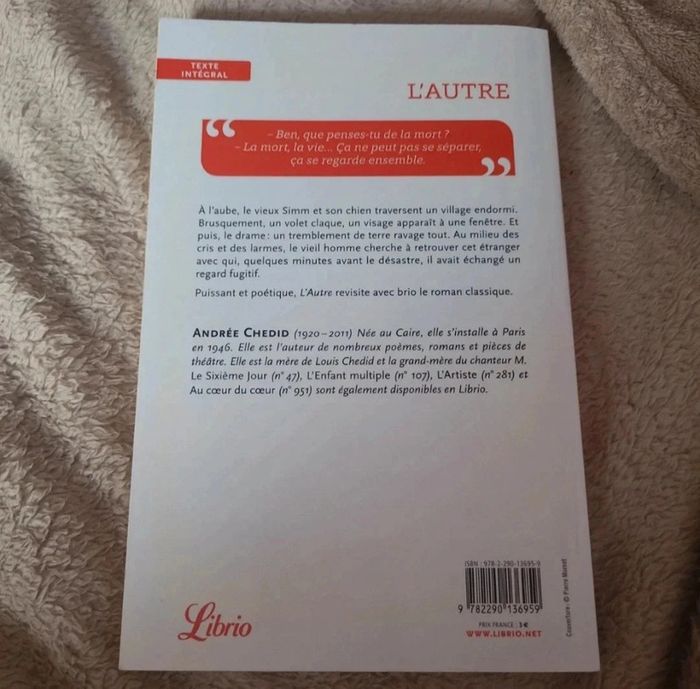 TEXTE
INTÉGRAL
L'AUTRE
“
– Ben, que penses-tu de la mort ?
– La mort, la vie... Ça ne peut pas se séparer,
ça se regarde ensemble.
”
À l'aube, le vieux Simm et son chien traversent un village endormi.
Brusquement, un volet claque, un visage apparaît à une fenêtre. Et
puis, le drame : un tremblement de terre ravage tout. Au milieu des
cris et des larmes, le vieil homme cherche à retrouver cet étranger
avec qui, quelques minutes avant le désastre, il avait échangé un
regard fugitif.
Puissant et poétique, L'Autre revisite avec brio le roman classique.
ANDRÉE CHEDID (1920–2011) Née au Caire, elle s'installe à Paris
en 1946. Elle est l'auteur de nombreux poèmes, romans et pièces de
théâtre. Elle est la mère de Louis Chedid et la grand-mère du chanteur M.
Le Sixième Jour (n° 47), L'Enfant multiple (n° 107), L'Artiste (n° 281) et
Au cœur du cœur (n° 951) sont également disponibles en Librio.
ISBN : 978-2-290-13695-9
9 782290 136959
PRIX FRANCE : 3 €
WWW.LIBRIO.NET
Couverture : © Pierre Mornet
Librio